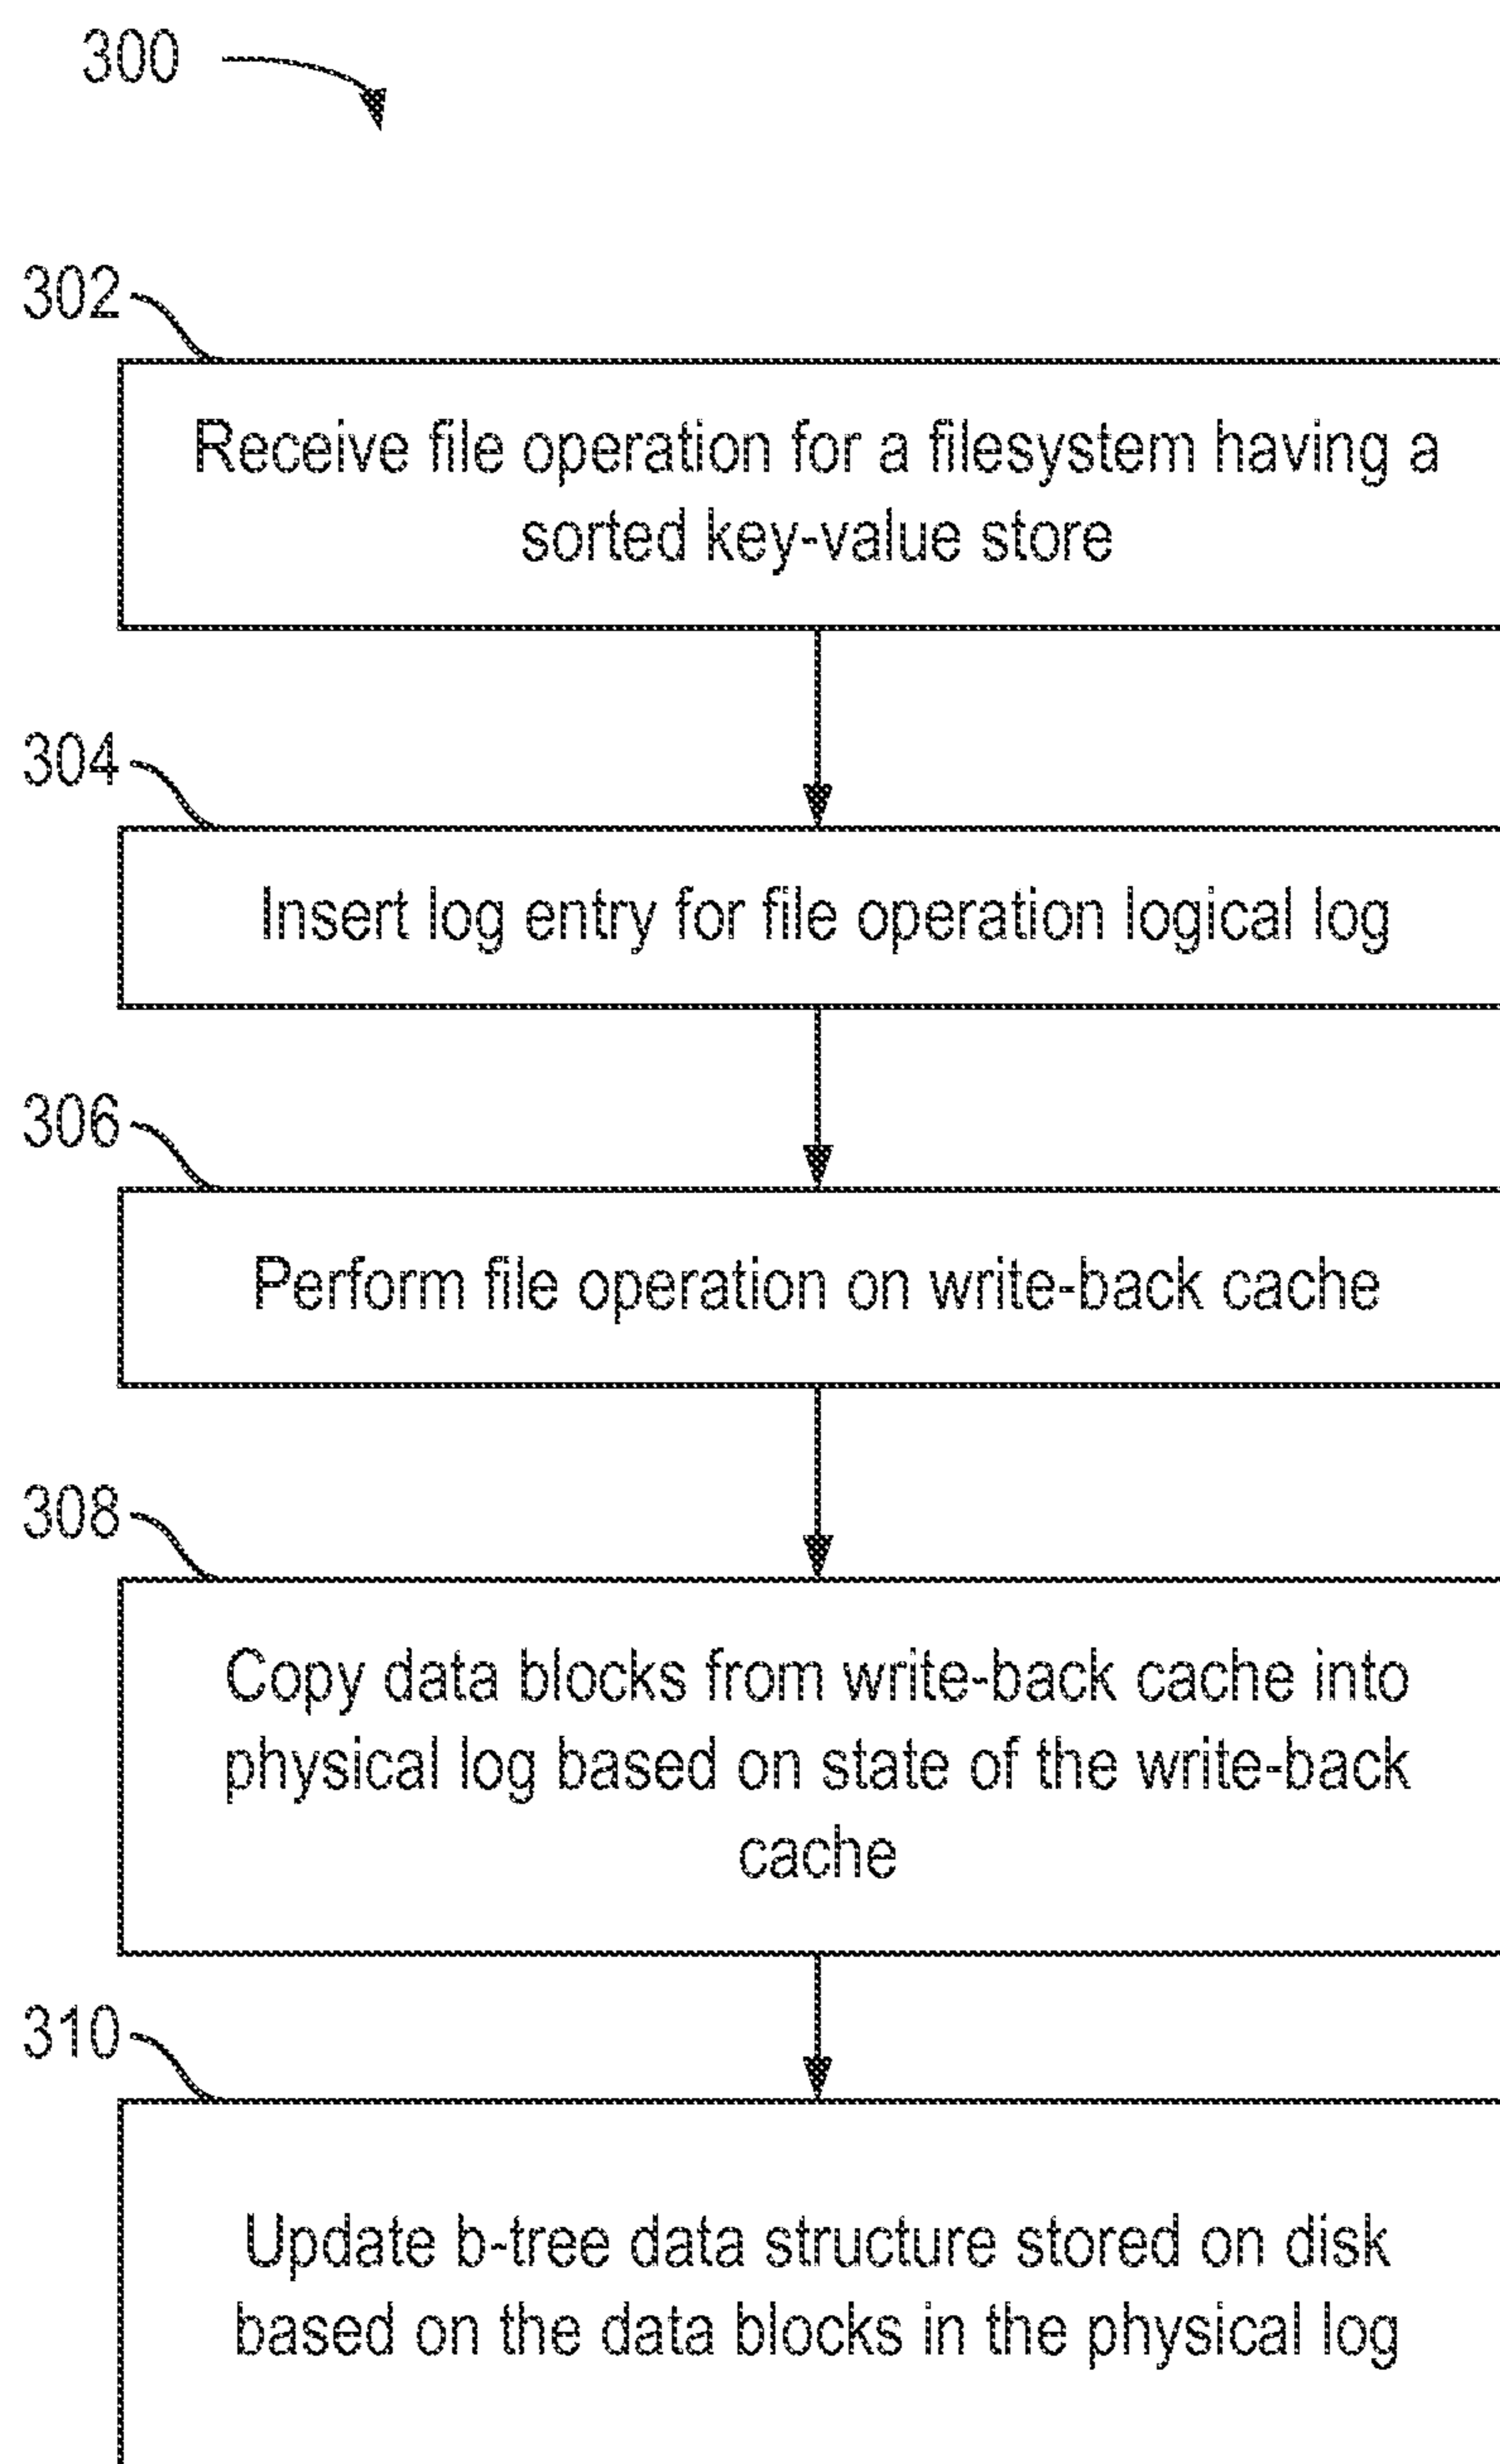 300
302
Receive file operation for a filesystem having a
sorted key-value store
304
Insert log entry for file operation logical log
306
Perform file operation on write-back cache
308
Copy data blocks from write-back cache into
physical log based on state of the write-back
cache
310
Update b-tree data structure stored on disk
based on the data blocks in the physical log